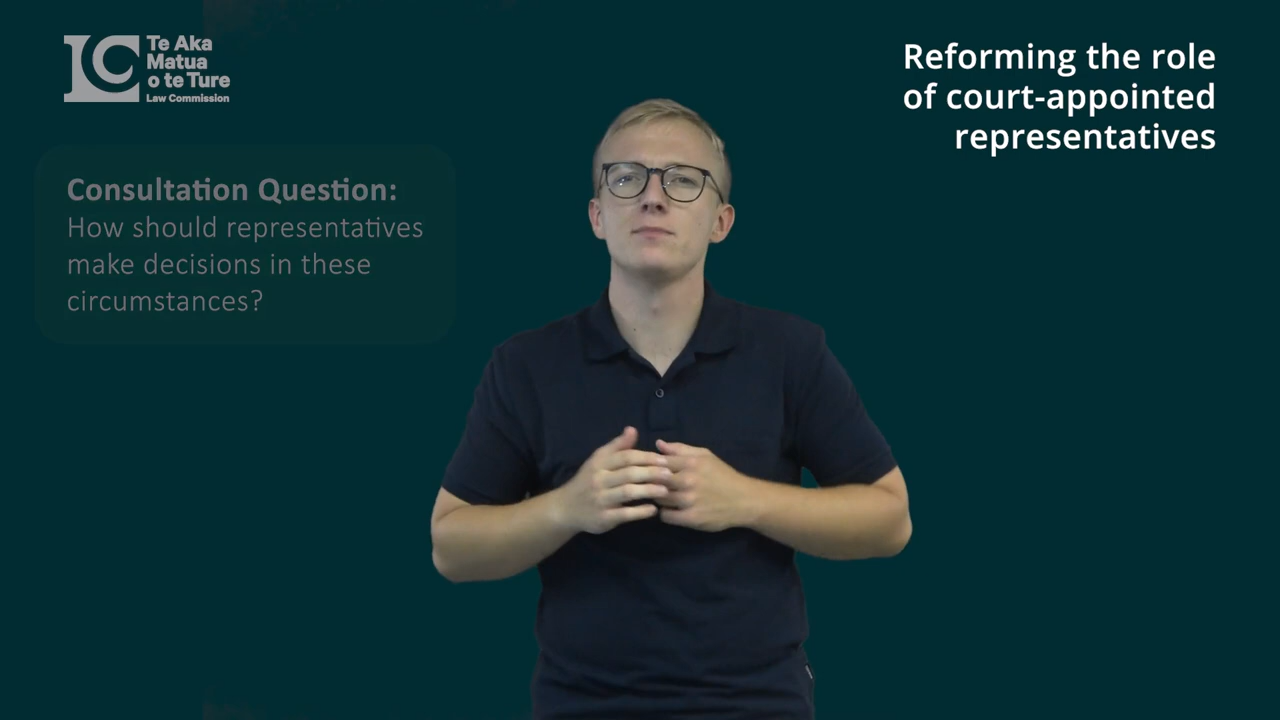 Te Aka
Matua
o te Ture
Law Commission
Reforming the role
of court-appointed
representatives
Consultation Question:
How should representatives
make decisions in these
circumstances?